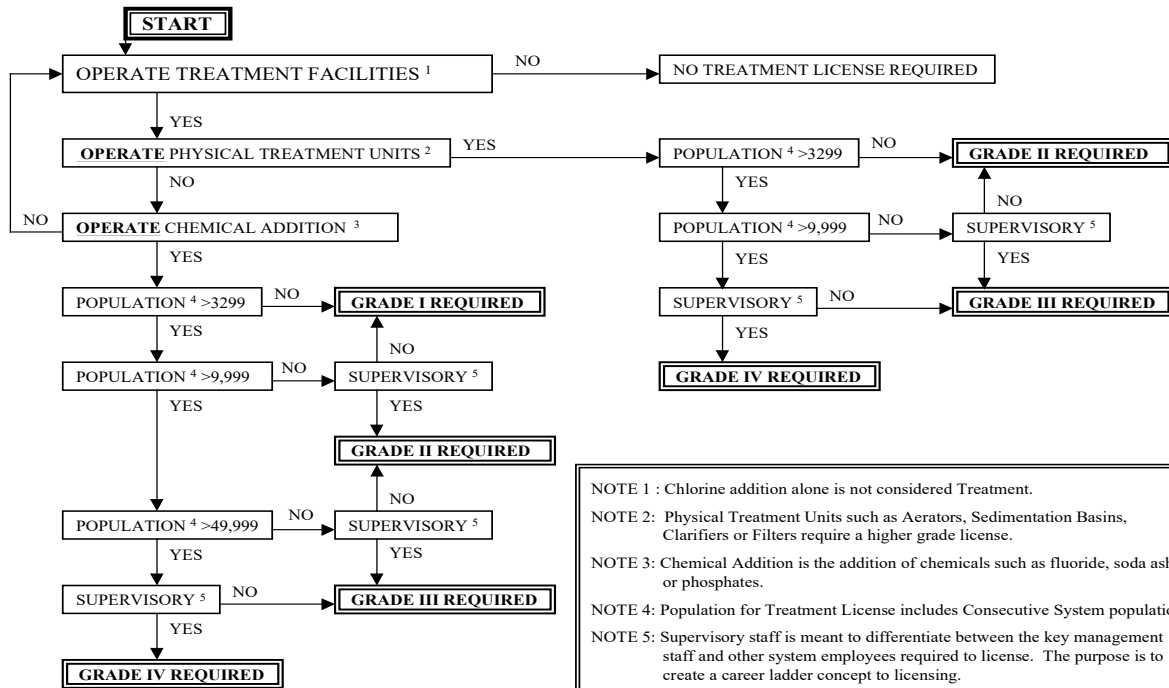 START
OPERATE TREATMENT FACILITIES 1
NO
NO TREATMENT LICENSE REQUIRED
YES
OPERATE PHYSICAL TREATMENT UNITS 2
YES
POPULATION 4 >3299
NO
GRADE II REQUIRED
NO
YES
NO
NO
OPERATE CHEMICAL ADDITION 3
POPULATION 4 >9,999
NO
SUPERVISORY 5
YES
YES
YES
POPULATION 4 >3299
NO
GRADE I REQUIRED
SUPERVISORY 5
NO
GRADE III REQUIRED
YES
NO
YES
POPULATION 4 >9,999
NO
SUPERVISORY 5
GRADE IV REQUIRED
YES
YES
GRADE II REQUIRED
NO
POPULATION 4 >49,999
NO
SUPERVISORY 5
YES
YES
SUPERVISORY 5
NO
GRADE III REQUIRED
YES
GRADE IV REQUIRED
NOTE 1 : Chlorine addition alone is not considered Treatment.
NOTE 2: Physical Treatment Units such as Aerators, Sedimentation Basins,
Clarifiers or Filters require a higher grade license.
NOTE 3: Chemical Addition is the addition of chemicals such as fluoride, soda ash
or phosphates.
NOTE 4: Population for Treatment License includes Consecutive System
NOTE 5: Supervisory staff is meant to differentiate between the key management
staff and other system employees required to license. The purpose is to
create a career ladder concept to licensing.